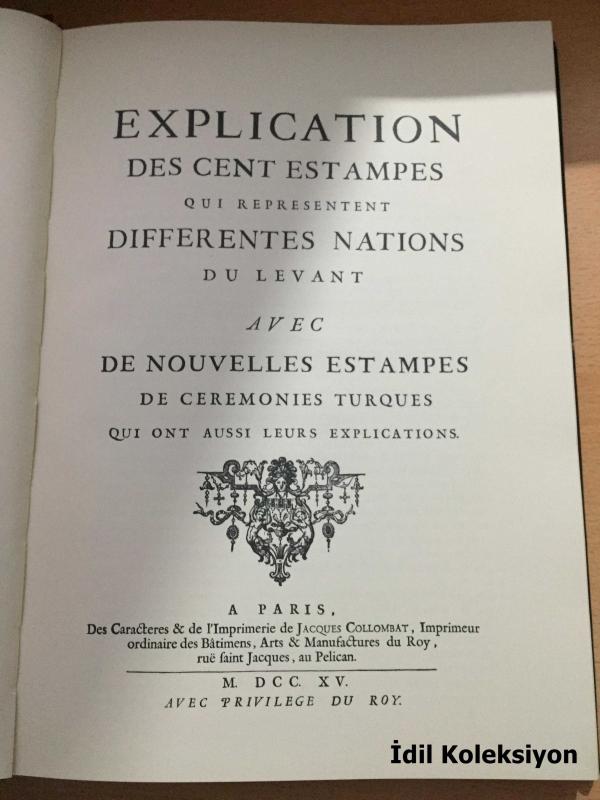 EXPLICATION
DES CENT ESTAMPES
QUI REPRESENTENT
DIFFERENTES NATIONS
DU LEVANT
AVEC
DE NOUVELLES ESTAMPES
DE CEREMONIES TURQUES
QUI ONT AUSSI LEURS EXPLICATIONS.
A PARIS,
Des Caracteres & de l'Imprimerie de JACQUES COLLOMBAT, Imprimeur
ordinaire des Bâtimens, Arts & Manufactures du Roy,
ruë saint Jacques, au Pelican.
M. DCC. XV.
AVEC PRIVILEGE DU ROY.
İdil Koleksiyon